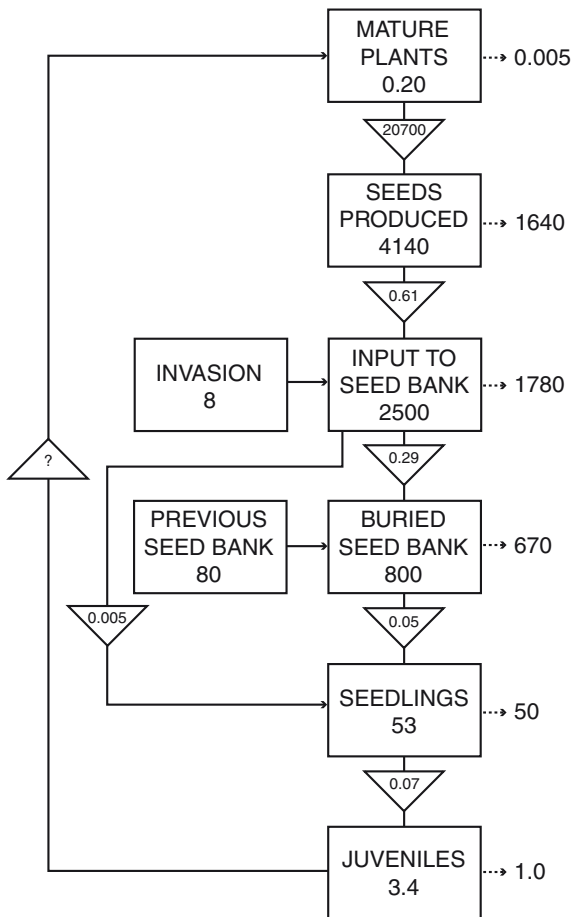 MATURE
PLANTS
0.20
0.005
20700
SEEDS
PRODUCED
4140
1640
0.61
INVASION
8
INPUT TO
SEED BANK
2500
1780
?
0.29
PREVIOUS
SEED BANK
80
BURIED
SEED BANK
800
670
0.005
0.05
SEEDLINGS
53
50
0.07
JUVENILES
3.4
1.0